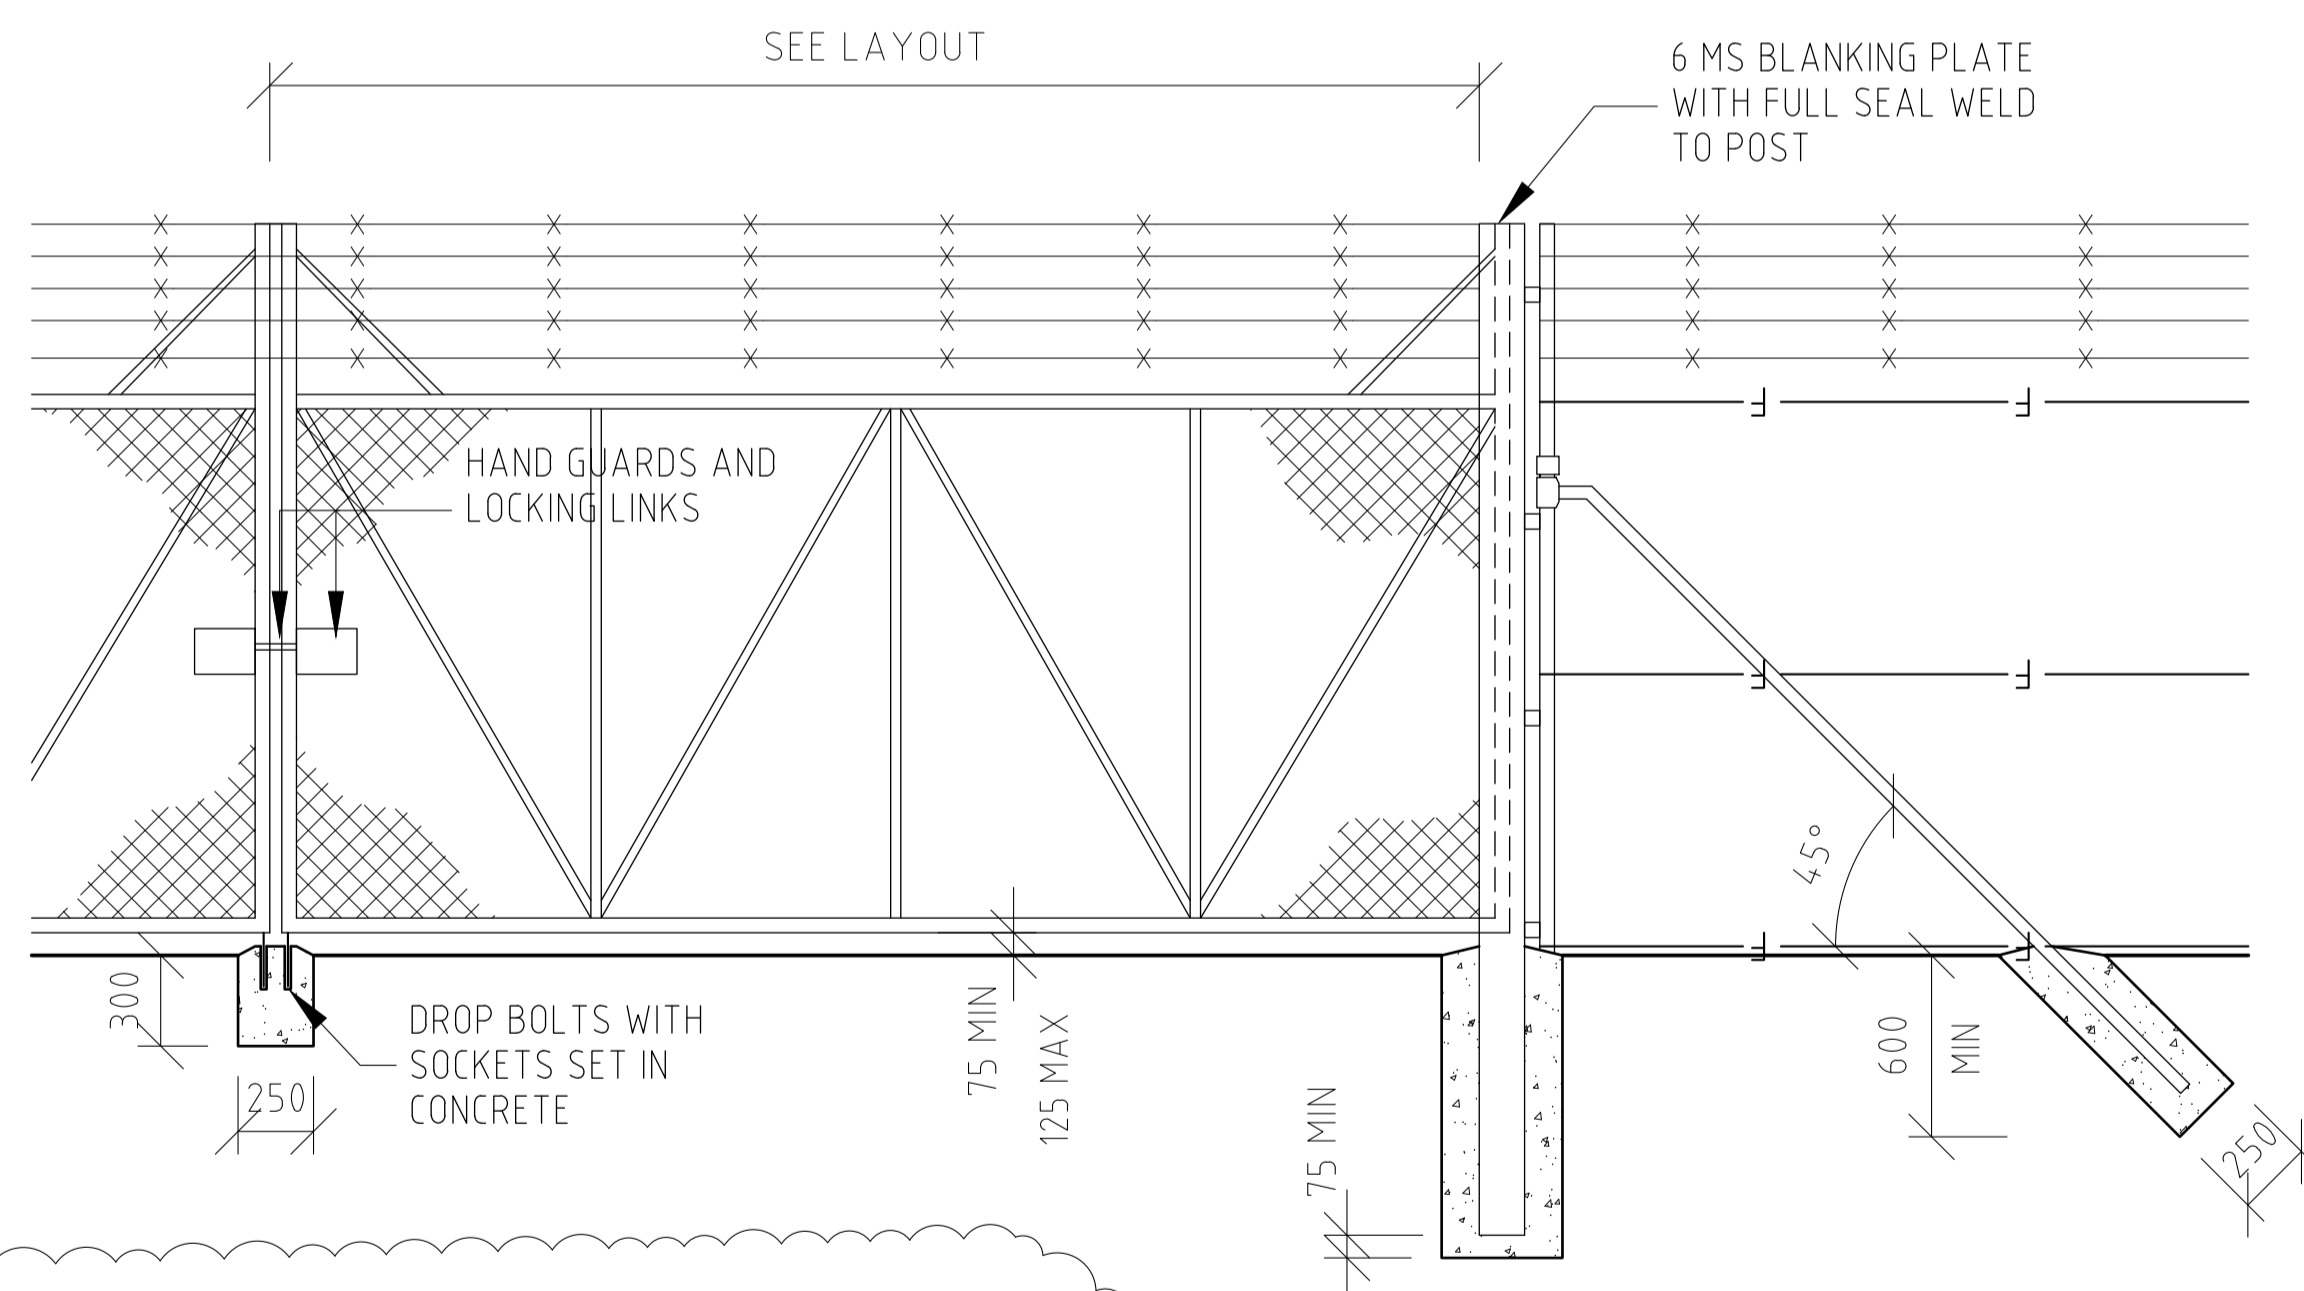 SEE LAYOUT
6 MS BLANKING PLATE
WITH FULL SEAL WELD
TO POST
HAND GUARDS AND
LOCKING LINKS
45°
300
250
DROP BOLTS WITH
SOCKETS SET IN
CONCRETE
75 MIN
125 MAX
75 MIN
600
MIN
250